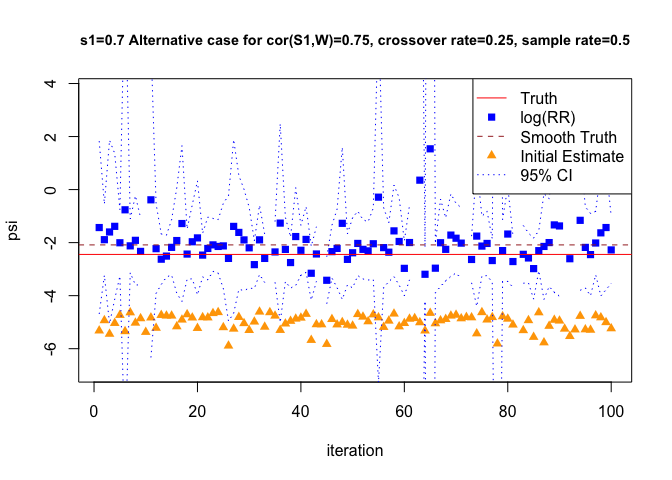 s1=0.7 Alternative case for cor(S1,W)=0.75, crossover rate=0.25, sample rate=0.5
psi
4
2
0
-2
-4
-6
Truth
log(RR)
Smooth Truth
Initial Estimate
95% CI
0 20 40 60 80 100
iteration